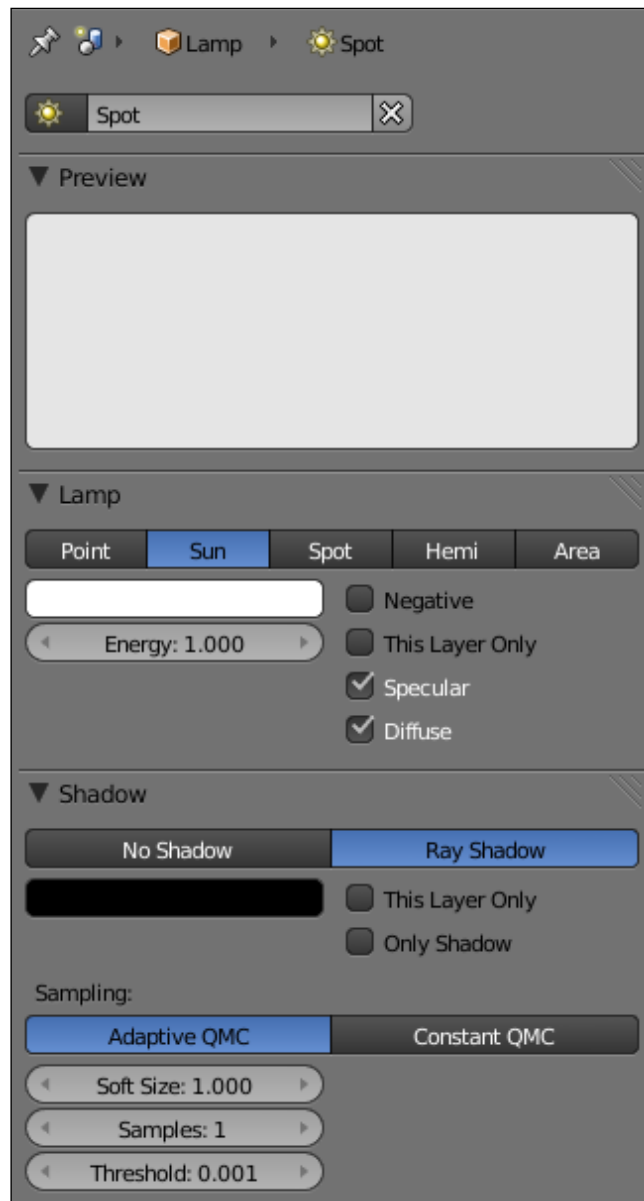 Lamp Spot
Spot
Preview
Lamp
Point Sun Spot Hemi Area
Negative
Energy: 1.000 This Layer Only
Specular
Diffuse
Shadow
No Shadow Ray Shadow
This Layer Only
Only Shadow
Sampling:
Adaptive QMC Constant QMC
Soft Size: 1.000
Samples: 1
Threshold: 0.001